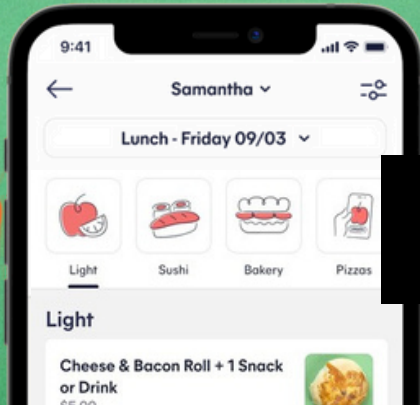 9:41
Samantha
Lunch - Friday 09/03
Light
Sushi
Bakery
Pizzas
Light
Cheese & Bacon Roll + 1 Snack
or Drink